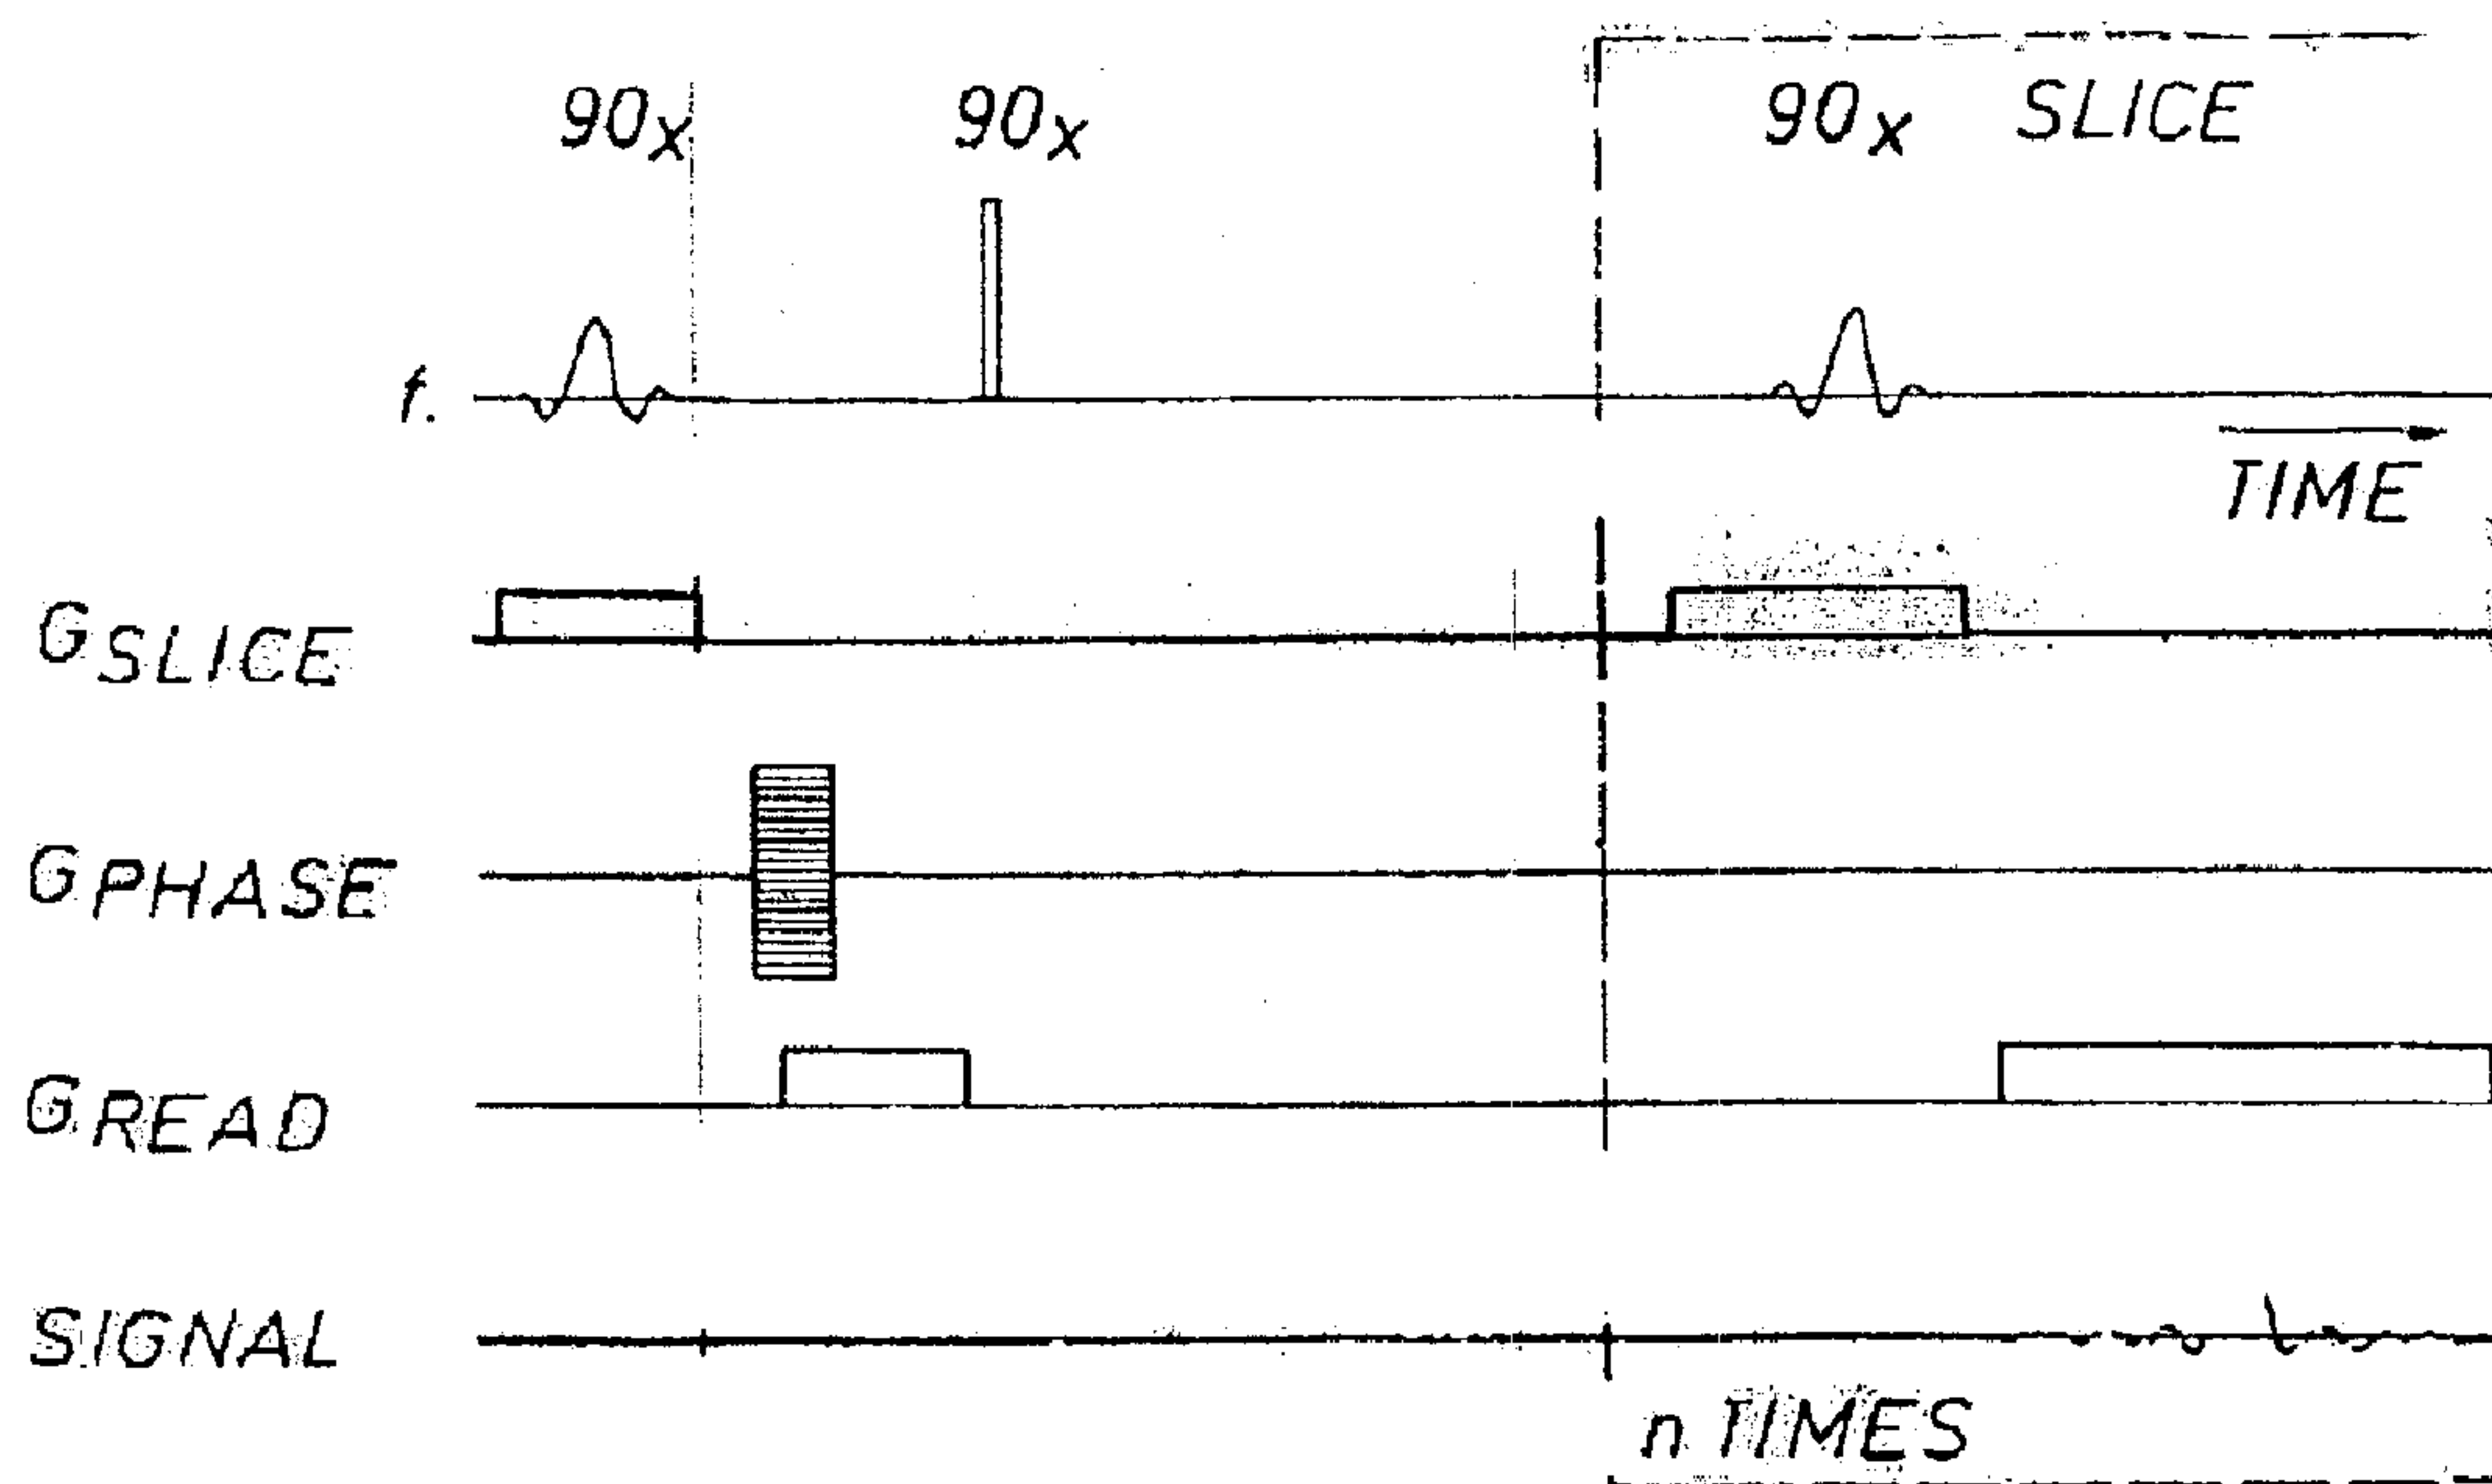 90x 90x 90x SLICE
f.
TIME
GSLICE
GPHASE
GREAD
SIGNAL
n TIMES